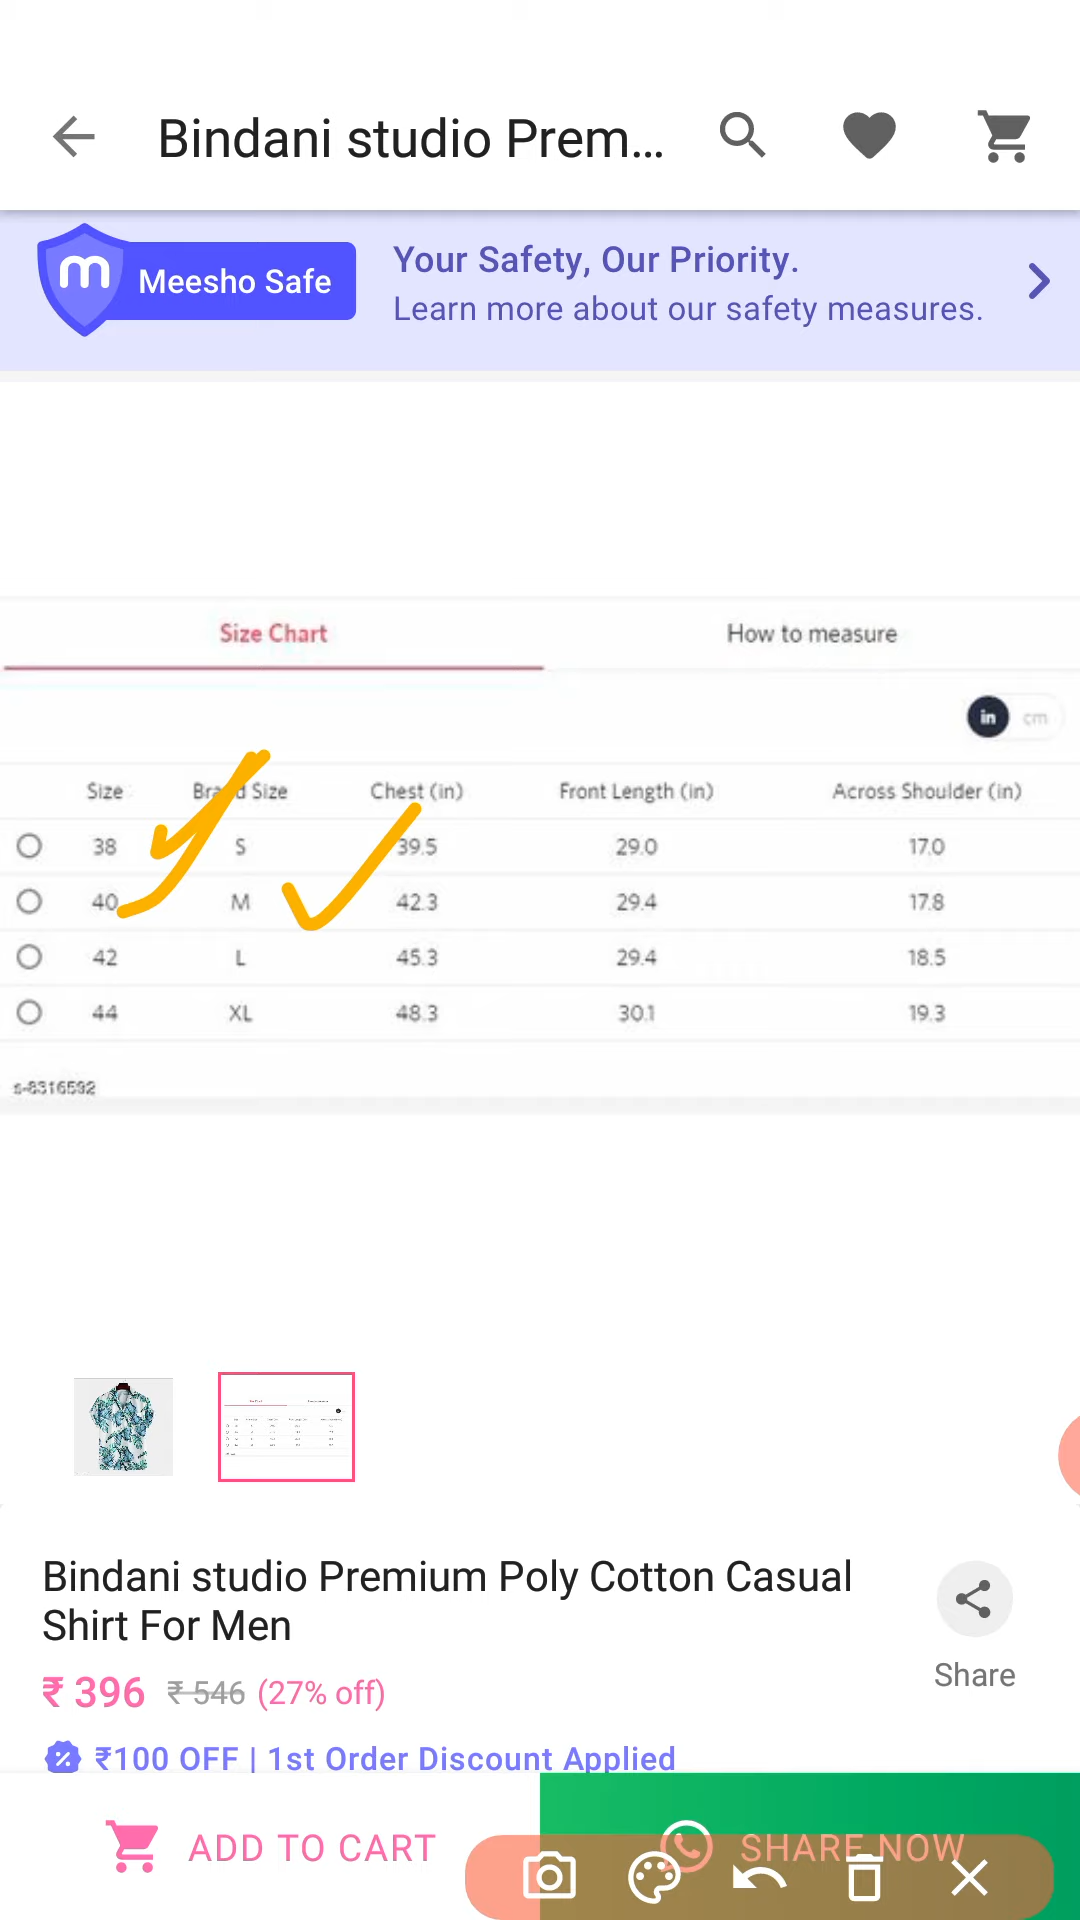 Bindani studio Prem...
m Meesho Safe
Your Safety, Our Priority.
Learn more about our safety measures.
Size Chart
How to measure
in cm
Size Brand Size Chest (in) Front Length (in) Across Shoulder (in)
38 S 39.5 29.0 17.0
40 M 42.3 29.4 17.8
42 L 45.3 29.4 18.5
44 XL 48.3 30.1 19.3
s-8316592
Bindani studio Premium Poly Cotton Casual
Shirt For Men
Share
₹ 396 ₹ 546 (27% off)
₹100 OFF | 1st Order Discount Applied
ADD TO CART
SHARE NOW